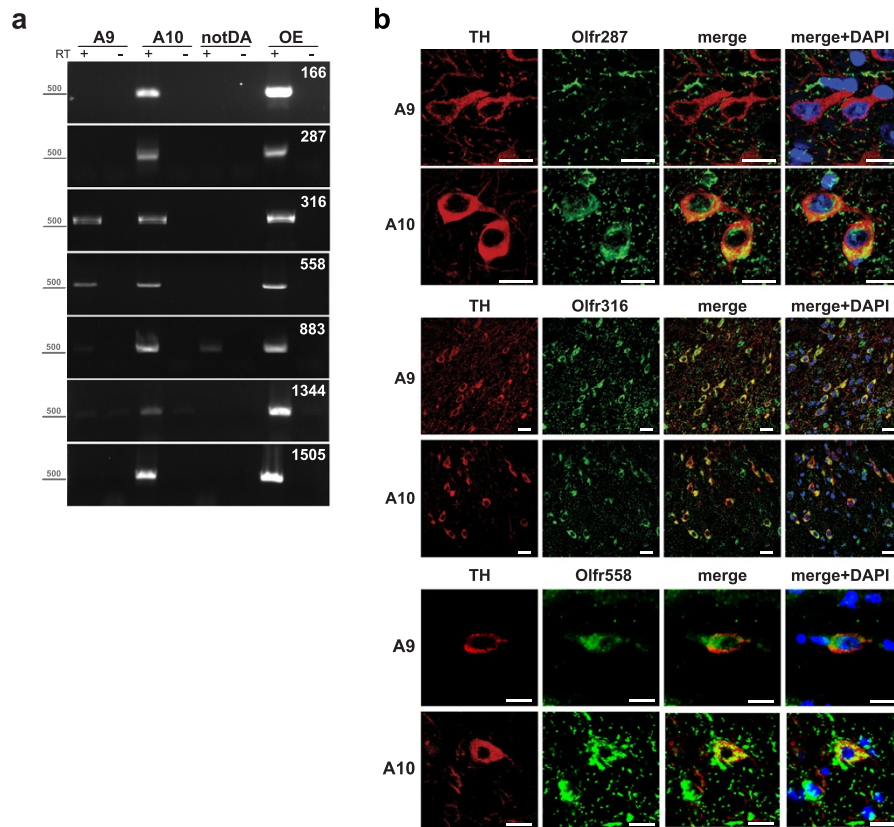 a
A9 A10 notDA OE
RT + - + - + - + -
500 166
500 287
500 316
500 558
500 883
500 1344
500 1505
b
TH Olfr287 merge merge+DAPI
A9
A10
TH Olfr316 merge merge+DAPI
A9
A10
TH Olfr558 merge merge+DAPI
A9
A10